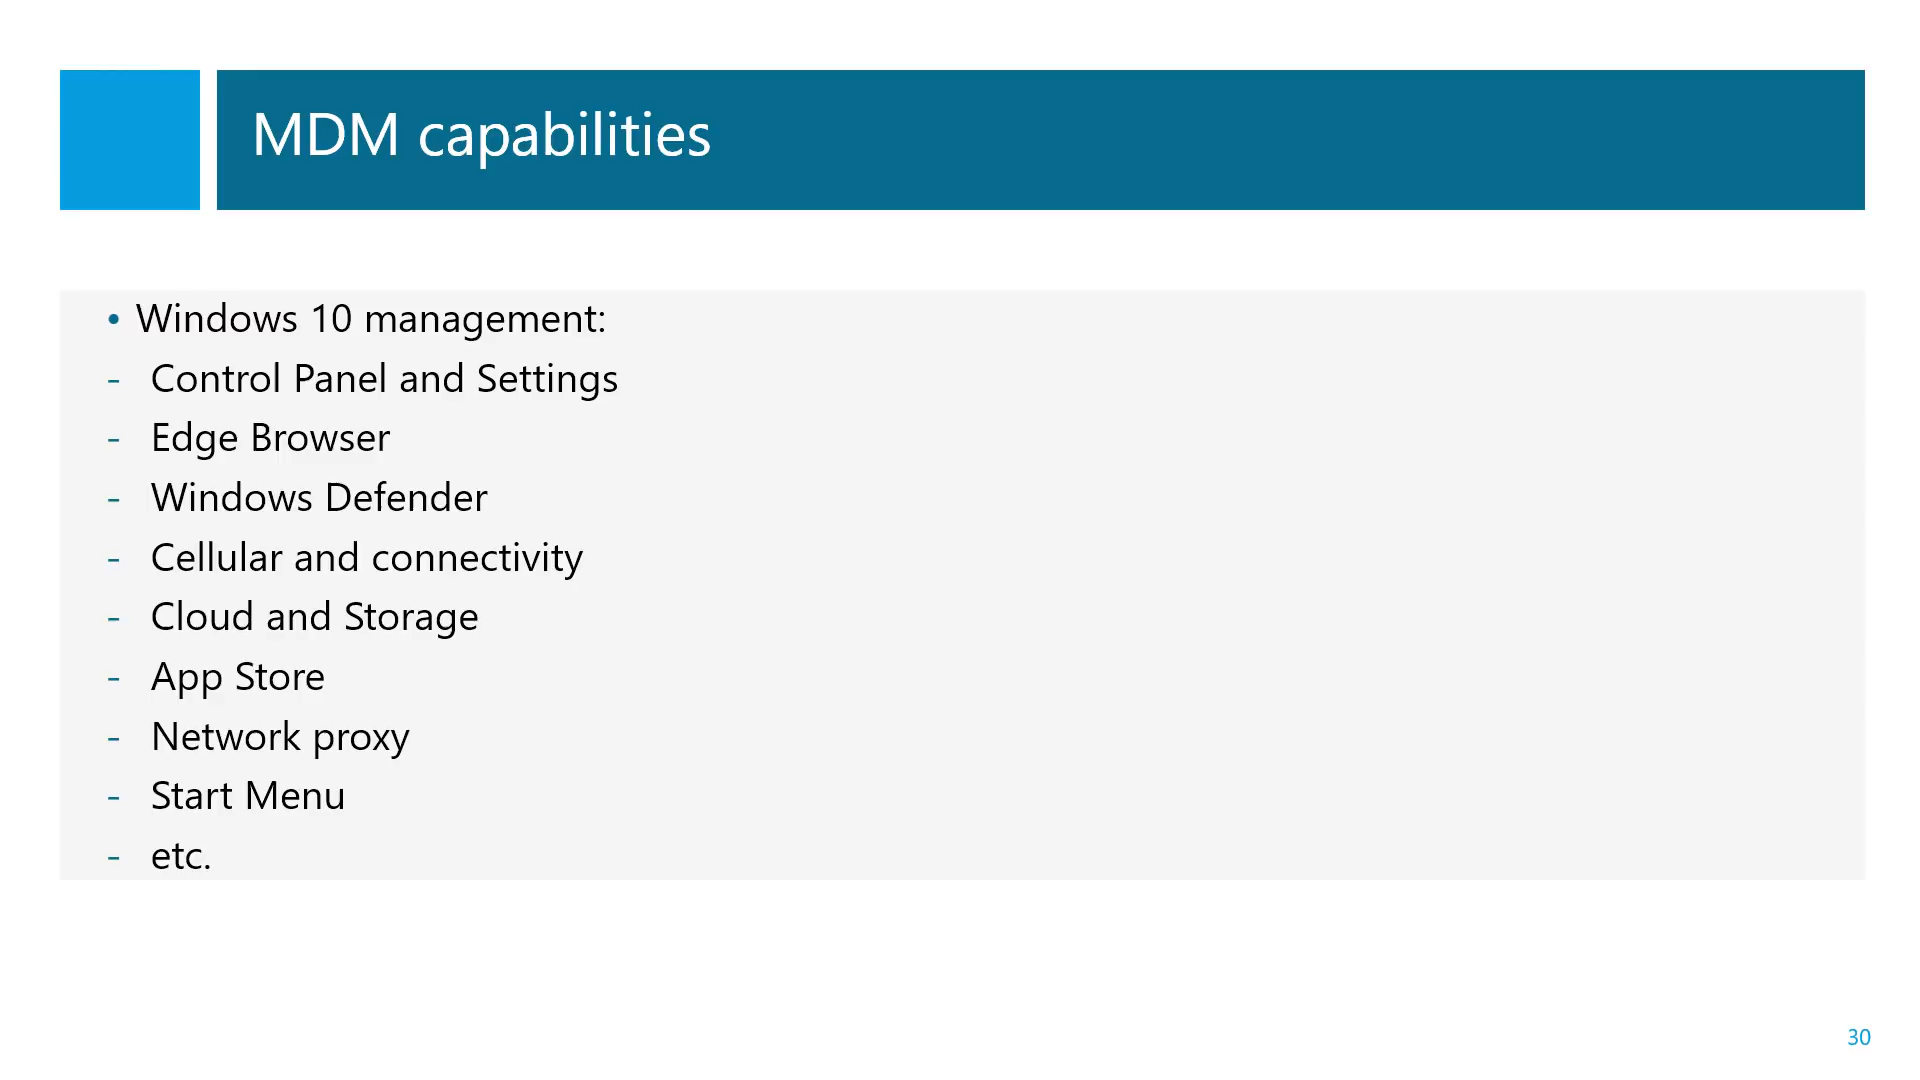 MDM capabilities
• Windows 10 management:
- Control Panel and Settings
- Edge Browser
- Windows Defender
- Cellular and connectivity
- Cloud and Storage
- App Store
- Network proxy
- Start Menu
- etc.
30